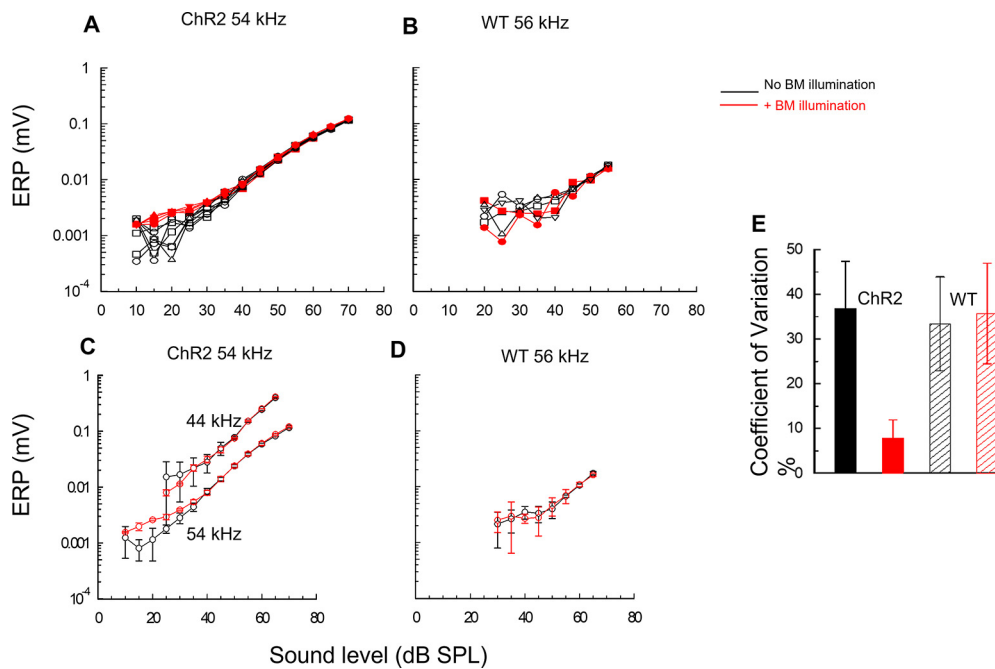 A
ChR2 54 kHz
B
WT 56 kHz
No BM illumination
+ BM illumination
ERP (mV)
1
0.1
0.01
0.001
10⁻⁴
0 10 20 30 40 50 60 70 80
0 10 20 30 40 50 60 70 80
C
ChR2 54 kHz
D
WT 56 kHz
44 kHz
54 kHz
ERP (mV)
1
0.1
0.01
0.001
10⁻⁴
0 20 40 60 80
0 20 40 60 80
Sound level (dB SPL)
E
Coefficient of Variation
%
50
40
30
20
10
0
ChR2
WT